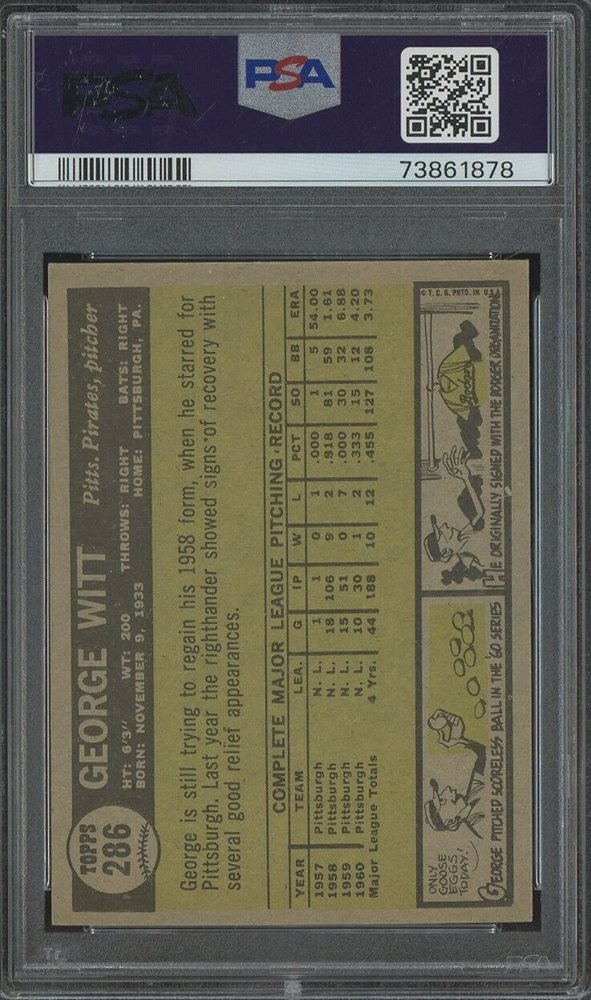 PSA
PSA
73861878
TOPPS
286
GEORGE WITT
Pitts. Pirates, pitcher
HT: 6'3" WT: 200 THROWS: RIGHT BATS: RIGHT
BORN: NOVEMBER 9, 1933 HOME: PITTSBURGH, PA.
George is still trying to regain his 1958 form, when he starred for
Pittsburgh. Last year the righthander showed signs of recovery with
several good relief appearances.
COMPLETE MAJOR LEAGUE PITCHING RECORD
YEAR TEAM LEA. G IP W L PCT SO BB ERA
1957 Pittsburgh N. L. 1 1 0 1 .000 1 5 54.00
1958 Pittsburgh N. L. 18 106 9 2 .818 81 59 1.61
1959 Pittsburgh N. L. 15 51 0 7 .000 30 32 6.88
1960 Pittsburgh N. L. 10 30 1 2 .333 15 12 4.20
Major League Totals 4 Yrs. 44 188 10 12 .455 127 108 3.73
ONLY
GOOSE
EGGS
TODAY!
GEORGE PITCHED SCORELESS BALL IN THE '60 SERIES
Dodgers
HE ORIGINALLY SIGNED WITH THE DODGER ORGANIZATION
© T. C. G. PRTD. IN U.S.A.
PSA